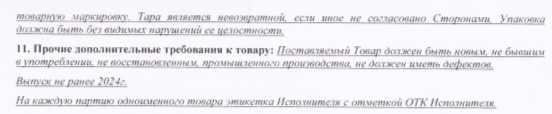 товарную маркировку. Тара является невозвратной, если иное не согласовано Сторонами. Упаковка
должна быть без видимых нарушений ее целостности.
11. Прочие дополнительные требования к товару: Поставляемый Товар должен быть новым, не бывшим
в употреблении, не восстановленным, промышленного производства, не должен иметь дефектов.
Выпуск не ранее 2024г.
На каждую партию одноименного товара этикетка Исполнителя с отметкой ОТК Исполнителя.